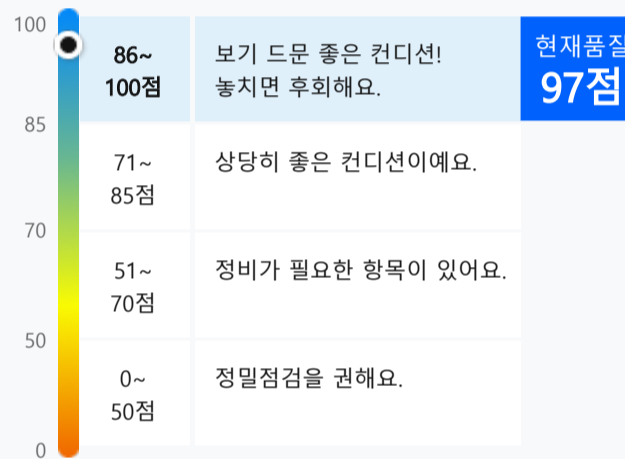 100
86~
100점
보기 드문 좋은 컨디션!
놓치면 후회해요.
현재품질
97점
85
71~
85점
상당히 좋은 컨디션이예요.
70
51~
70점
정비가 필요한 항목이 있어요.
50
0~
50점
정밀점검을 권해요.
0